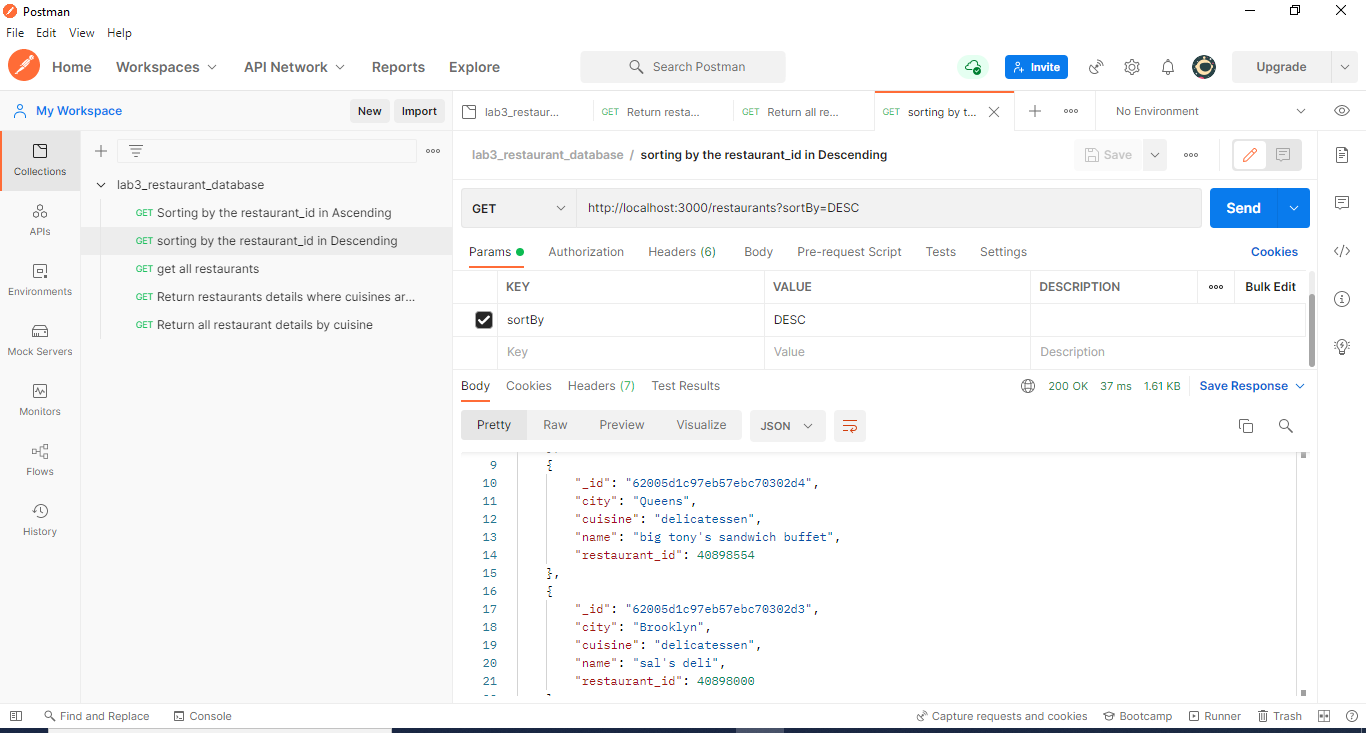 Postman
File Edit View Help
Home Workspaces API Network Reports Explore Search Postman Invite Upgrade
My Workspace New Import
lab3_restaur... GET Return resta... GET Return all re... GET sorting by t... No Environment
Collections
APIs
Environments
Mock Servers
Monitors
Flows
History
lab3_restaurant_database
GET Sorting by the restaurant_id in Ascending
GET sorting by the restaurant_id in Descending
GET get all restaurants
GET Return restaurants details where cuisines ar...
GET Return all restaurant details by cuisine
lab3_restaurant_database / sorting by the restaurant_id in Descending Save
GET http://localhost:3000/restaurants?sortBy=DESC Send
Params Authorization Headers (6) Body Pre-request Script Tests Settings Cookies
KEY VALUE DESCRIPTION Bulk Edit
sortBy DESC
Key Value Description
Body Cookies Headers (7) Test Results 200 OK 37 ms 1.61 KB Save Response
Pretty Raw Preview Visualize JSON
9 {
10 "_id": "62005d1c97eb57ebc70302d4",
11 "city": "Queens",
12 "cuisine": "delicatessen",
13 "name": "big tony's sandwich buffet",
14 "restaurant_id": 40898554
15 },
16 {
17 "_id": "62005d1c97eb57ebc70302d3",
18 "city": "Brooklyn",
19 "cuisine": "delicatessen",
20 "name": "sal's deli",
21 "restaurant_id": 40898000
Find and Replace Console Capture requests and cookies Bootcamp Runner Trash